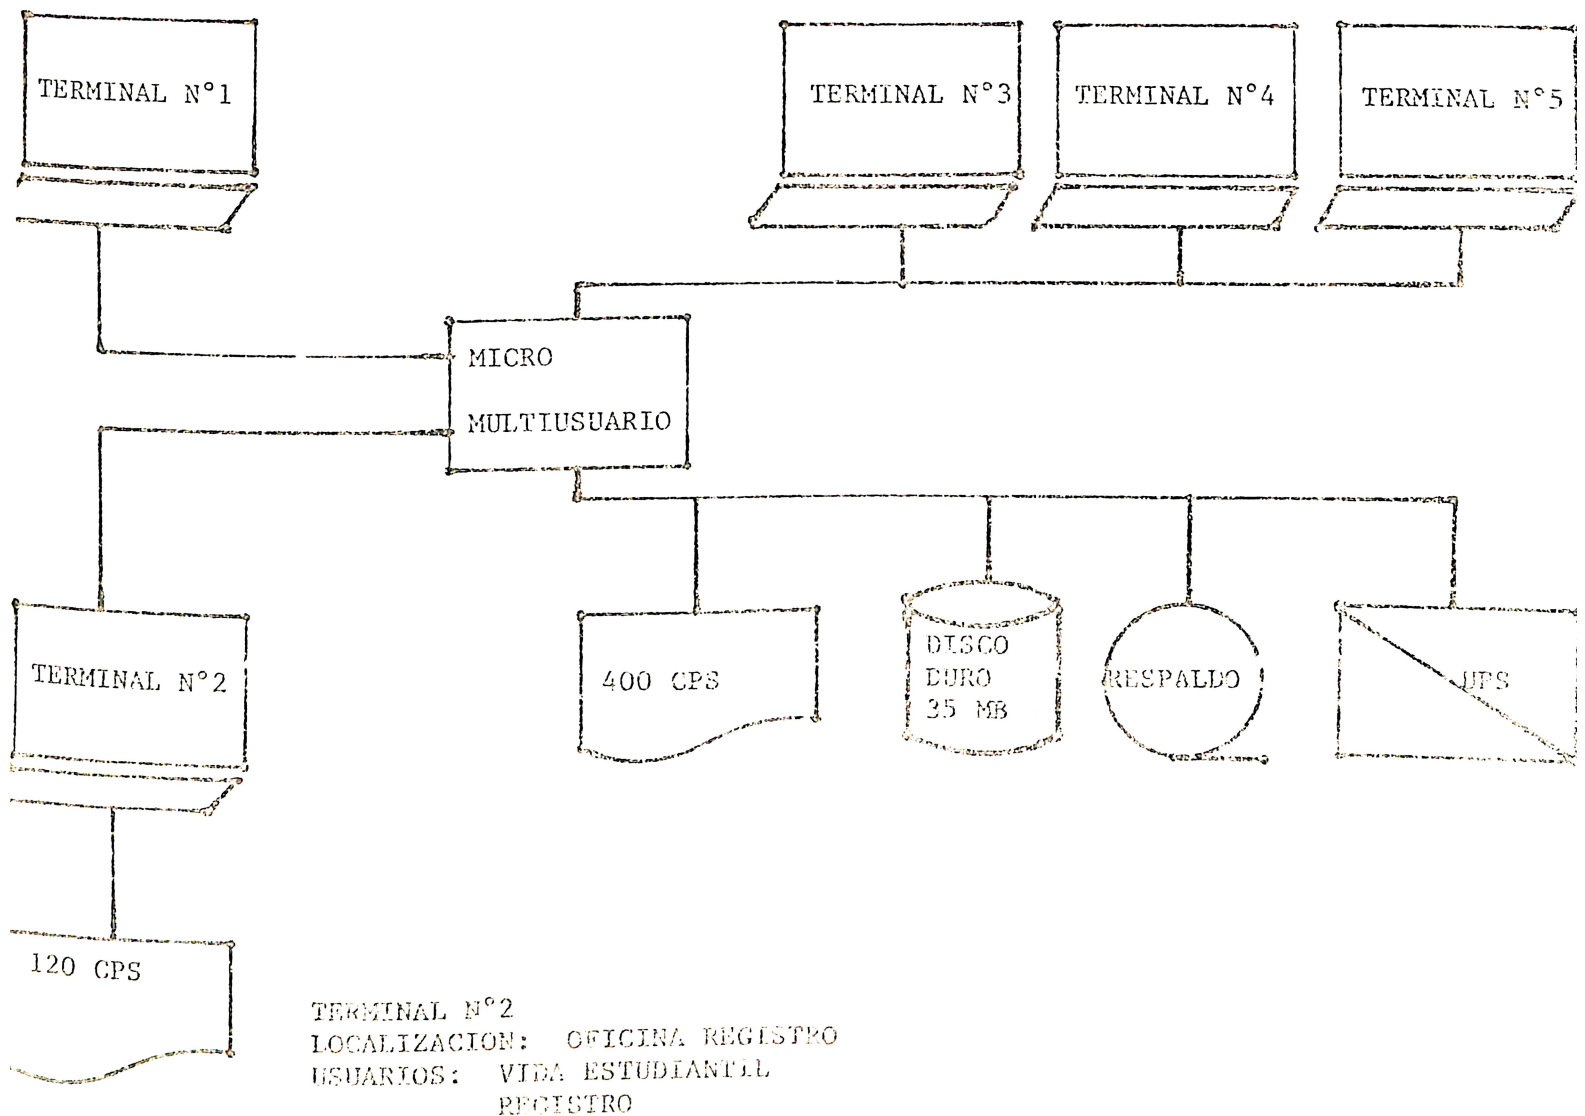 TERMINAL N°1
TERMINAL N°3
TERMINAL N°4
TERMINAL N°5
MICRO
MULTIUSUARIO
TERMINAL N°2
400 CPS
DISCO
DURO
35 MB
RESPALDO
UPS
120 CPS
TERMINAL N°2
LOCALIZACION: OFICINA REGISTRO
USUARIOS: VIDA ESTUDIANTIL
REGISTRO